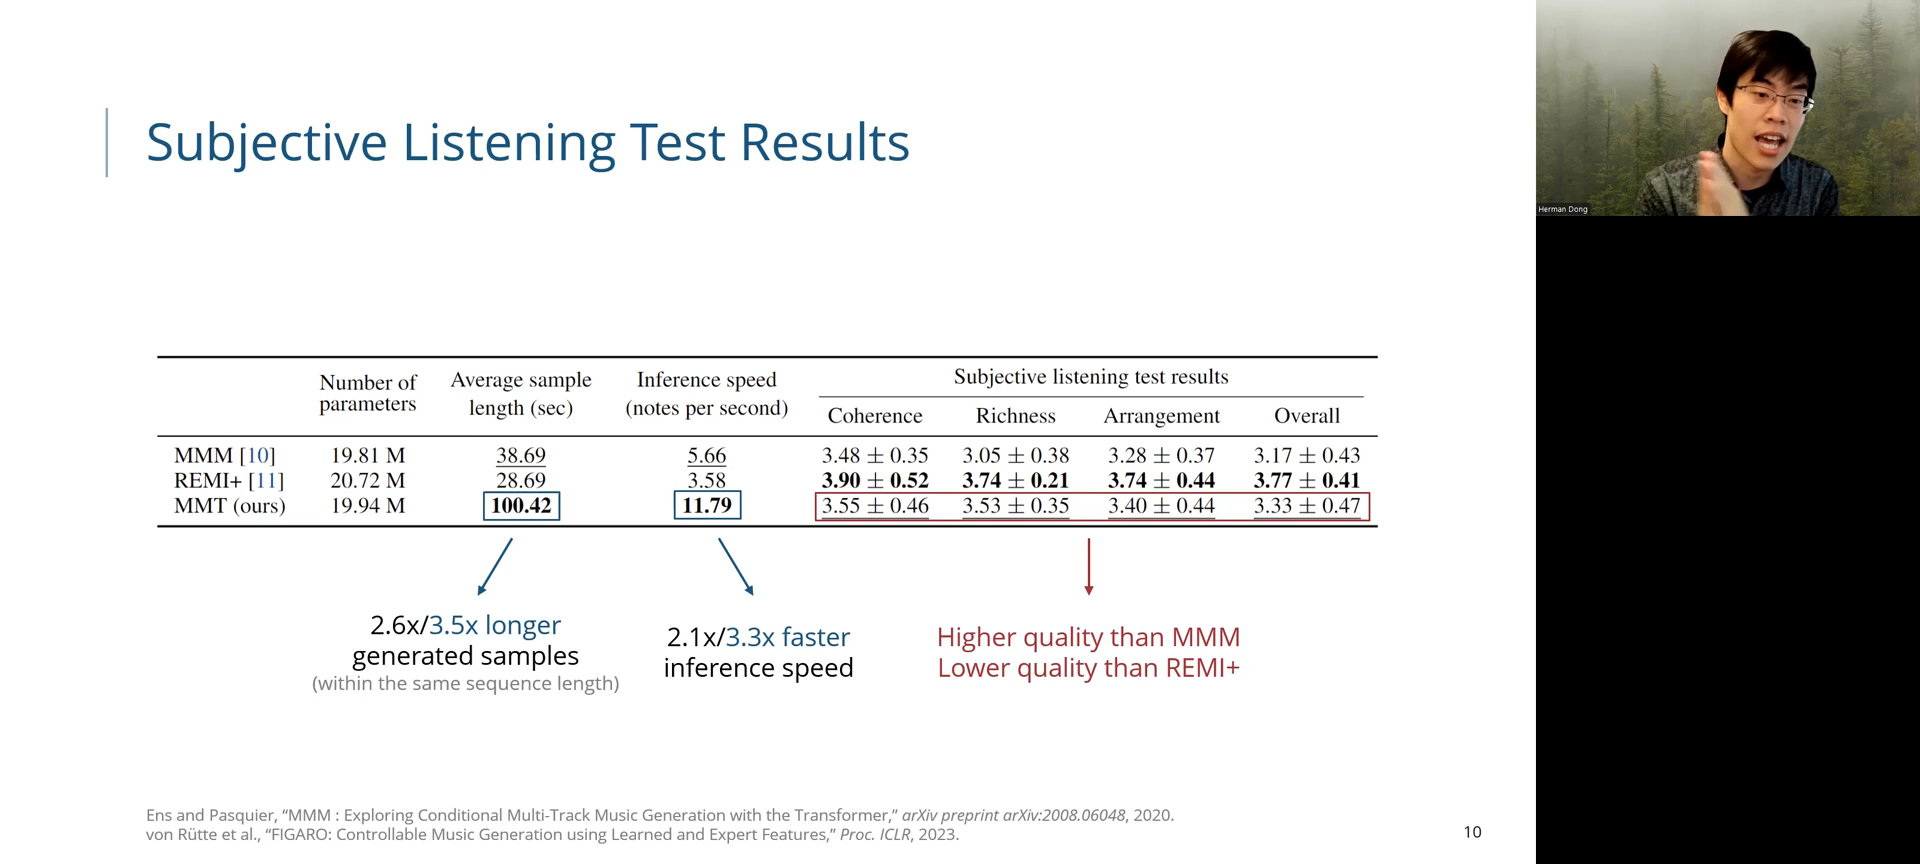 Subjective Listening Test Results
Herman Dong
Number of parameters
Average sample length (sec)
Inference speed (notes per second)
Subjective listening test results
Coherence Richness Arrangement Overall
MMM [10] 19.81 M 38.69 5.66 3.48 ± 0.35 3.05 ± 0.38 3.28 ± 0.37 3.17 ± 0.43
REMI+ [11] 20.72 M 28.69 3.58 3.90 ± 0.52 3.74 ± 0.21 3.74 ± 0.44 3.77 ± 0.41
MMT (ours) 19.94 M 100.42 11.79 3.55 ± 0.46 3.53 ± 0.35 3.40 ± 0.44 3.33 ± 0.47
2.6x/3.5x longer
generated samples
(within the same sequence length)
2.1x/3.3x faster
inference speed
Higher quality than MMM
Lower quality than REMI+
Ens and Pasquier, “MMM : Exploring Conditional Multi-Track Music Generation with the Transformer,” arXiv preprint arXiv:2008.06048, 2020.
von Rütte et al., “FIGARO: Controllable Music Generation using Learned and Expert Features,” Proc. ICLR, 2023.
10